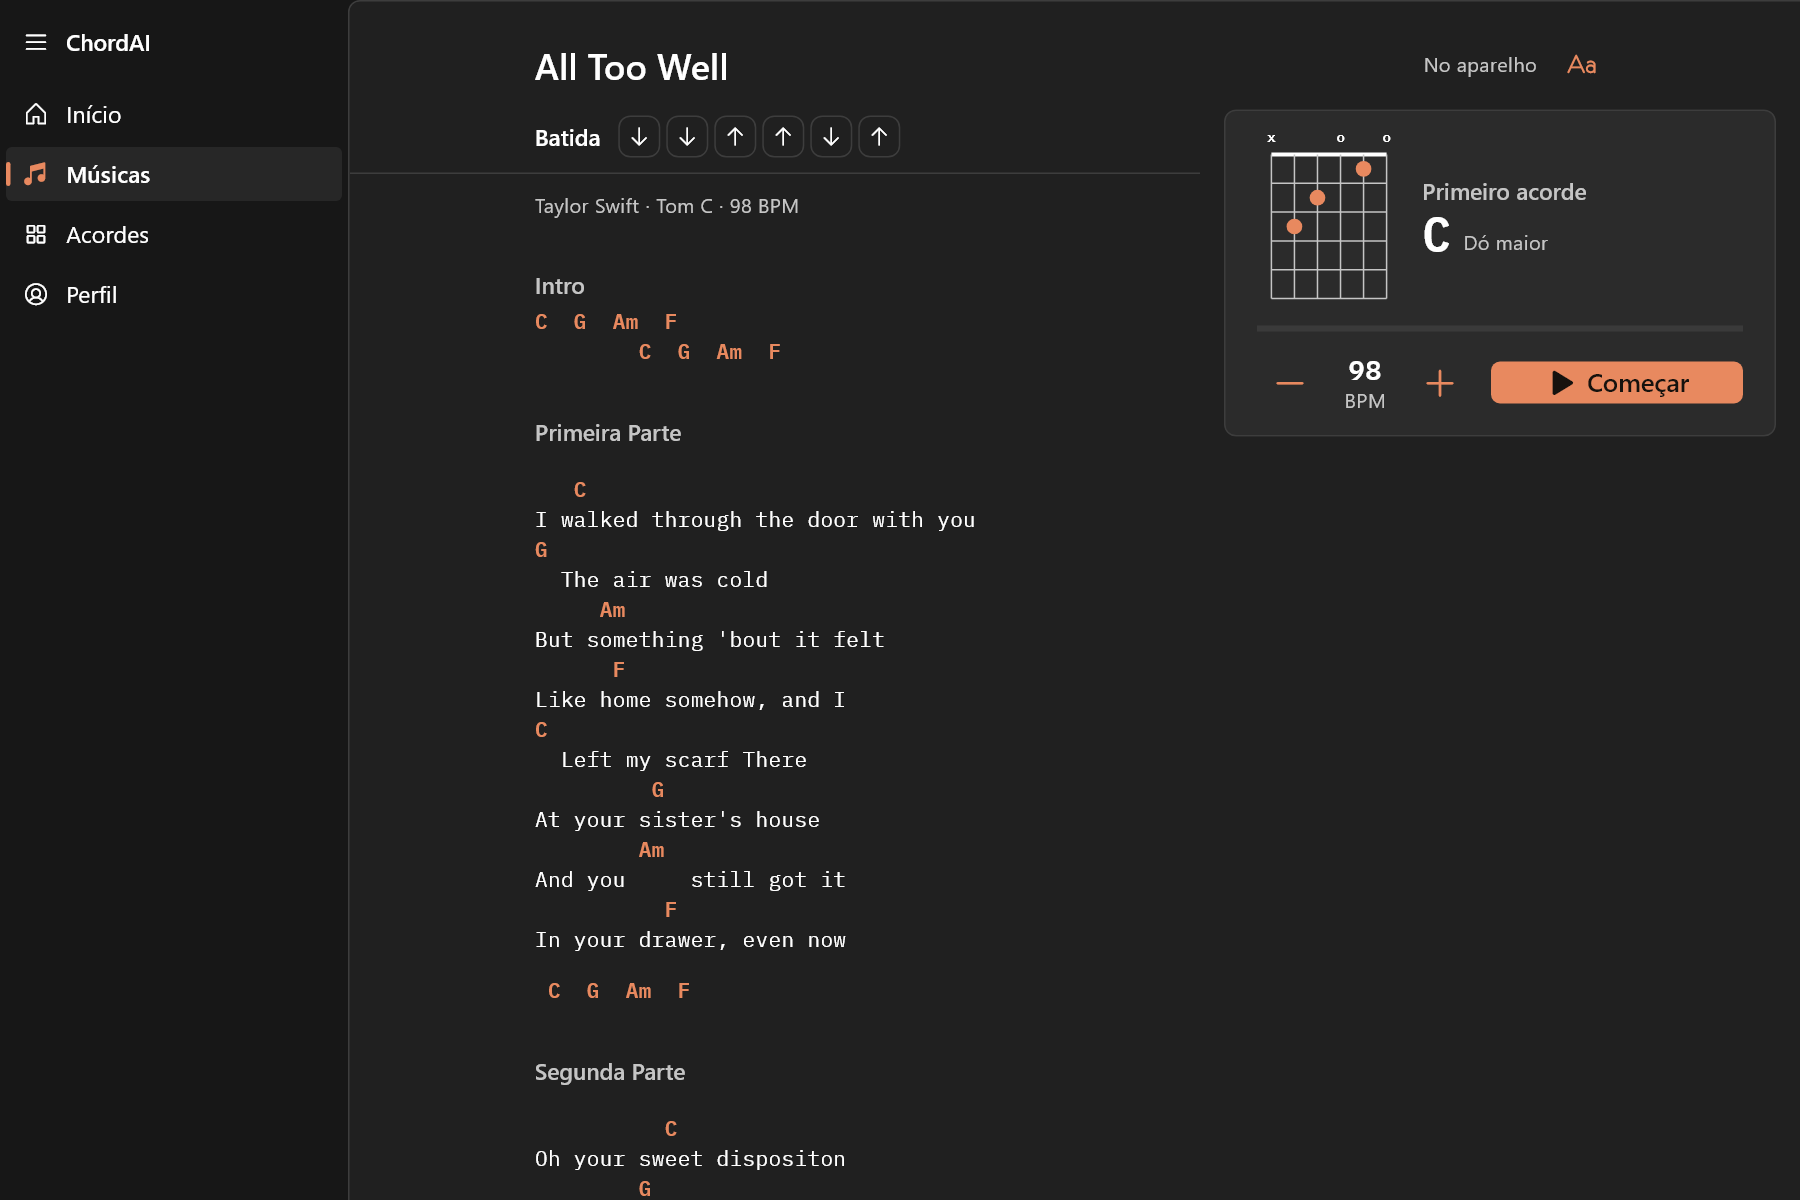 ChordAI
Início
Músicas
Acordes
Perfil
All Too Well
No aparelho Aa
Batida ↓ ↓ ↑ ↑ ↓ ↑
Taylor Swift · Tom C · 98 BPM
x o o
Primeiro acorde
C Dó maior
98
BPM
Começar
Intro
C  G  Am  F
        C  G  Am  F
Primeira Parte
   C
I walked through the door with you
G
  The air was cold
     Am
But something 'bout it felt
      F
Like home somehow, and I
C
  Left my scarf There
         G
At your sister's house
        Am
And you     still got it
          F
In your drawer, even now
 C  G  Am  F
Segunda Parte
          C
Oh your sweet dispositon
        G